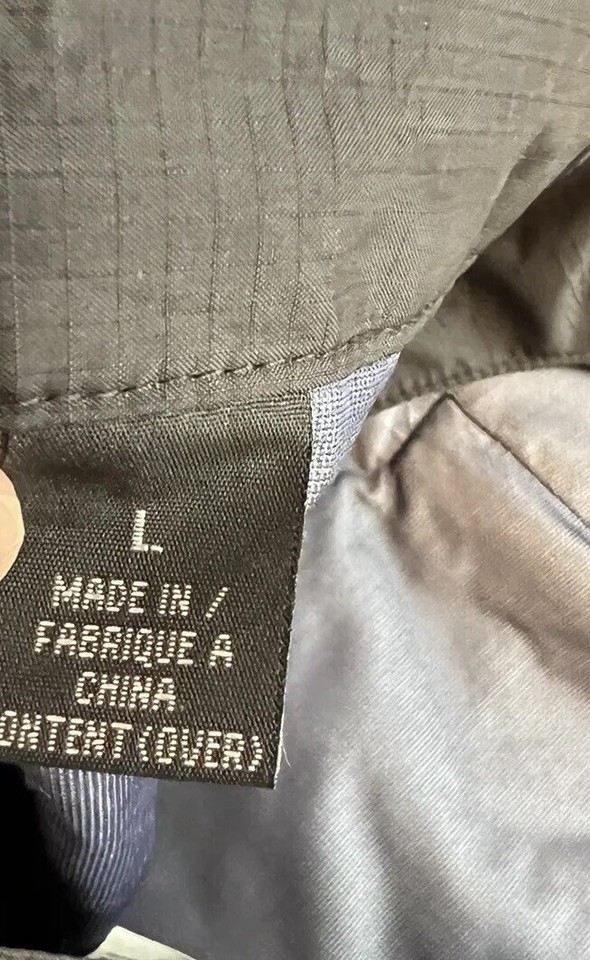 L
MADE IN /
FABRIQUE A
CHINA
ONTENT (OVER)